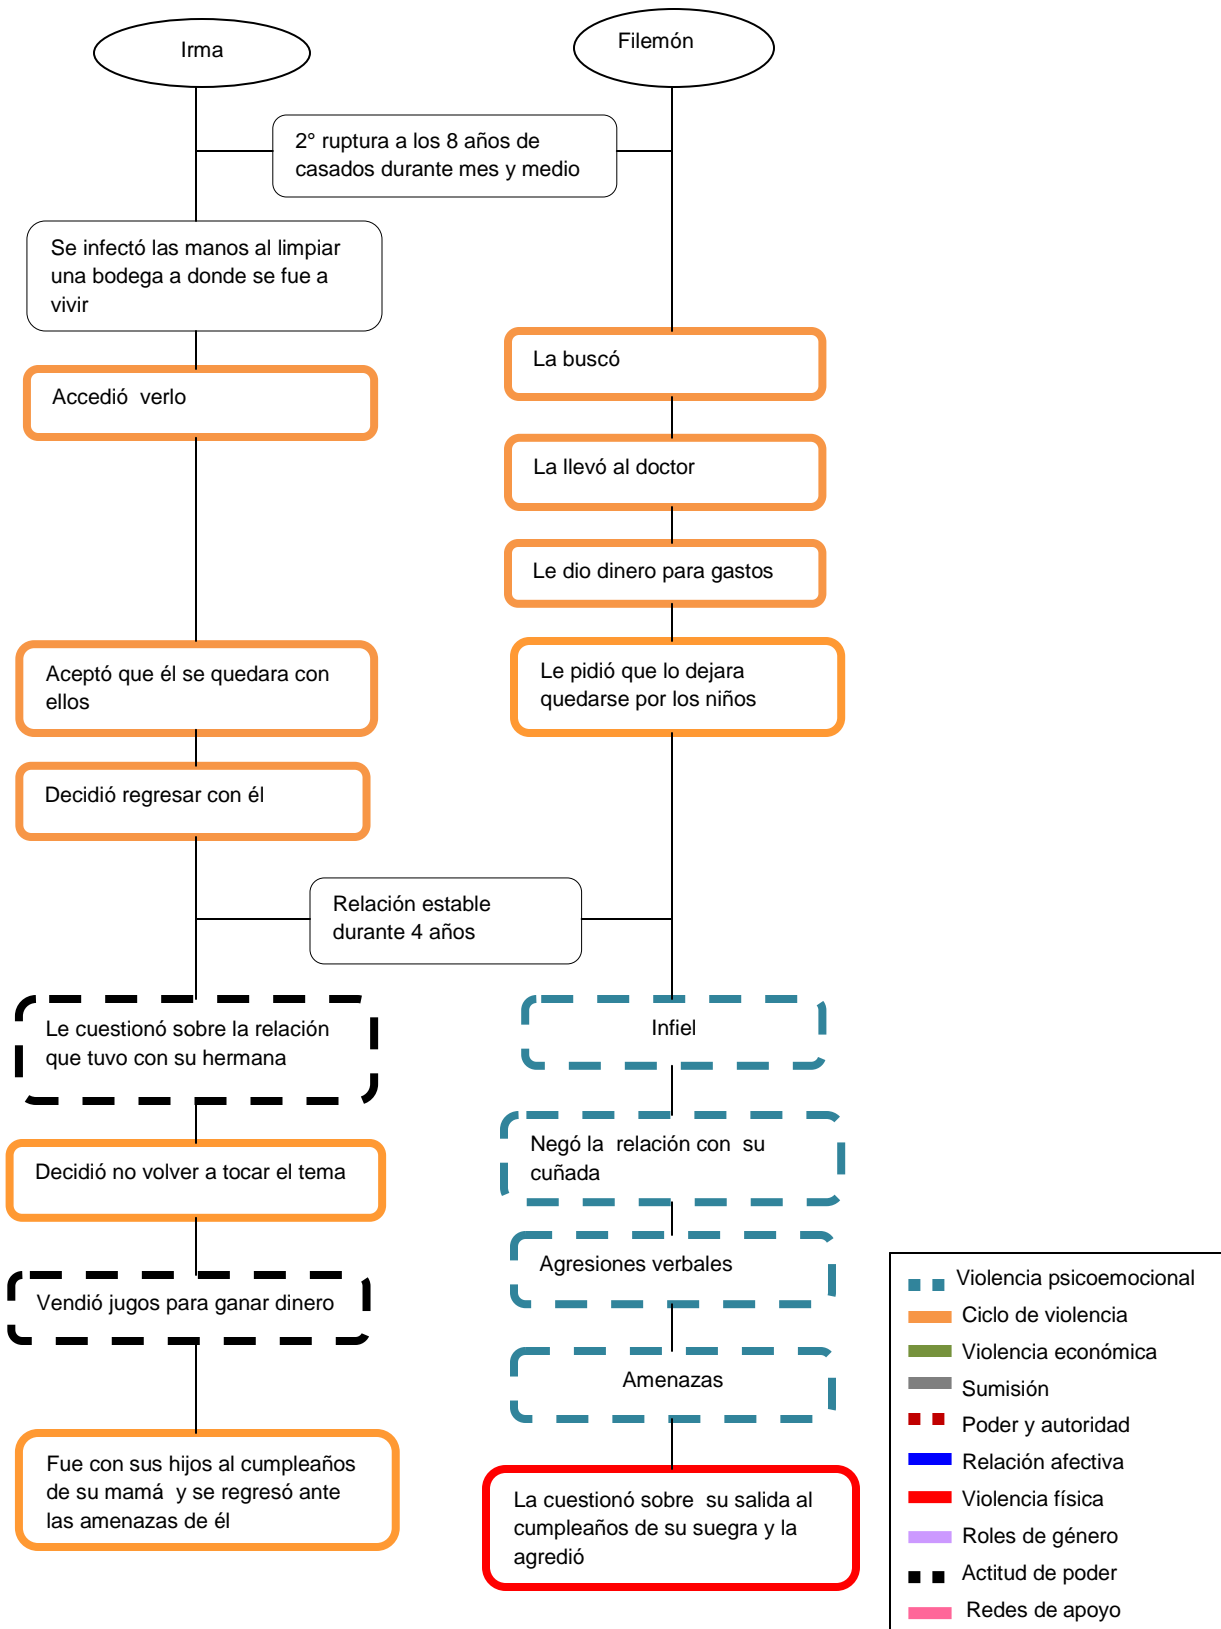 Irma
Filemón
2° ruptura a los 8 años de
casados durante mes y medio
Se infectó las manos al limpiar
una bodega a donde se fue a
vivir
La buscó
Accedió verlo
La llevó al doctor
Le dio dinero para gastos
Aceptó que él se quedara con
ellos
Le pidió que lo dejara
quedarse por los niños
Decidió regresar con él
Relación estable
durante 4 años
Le cuestionó sobre la relación
que tuvo con su hermana
Infiel
Negó la relación con su
cuñada
Decidió no volver a tocar el tema
Agresiones verbales
Vendió jugos para ganar dinero
Amenazas
Fue con sus hijos al cumpleaños
de su mamá y se regresó ante
las amenazas de él
La cuestionó sobre su salida al
cumpleaños de su suegra y la
agredió
Violencia psicoemocional
Ciclo de violencia
Violencia económica
Sumisión
Poder y autoridad
Relación afectiva
Violencia física
Roles de género
Actitud de poder
Redes de apoyo